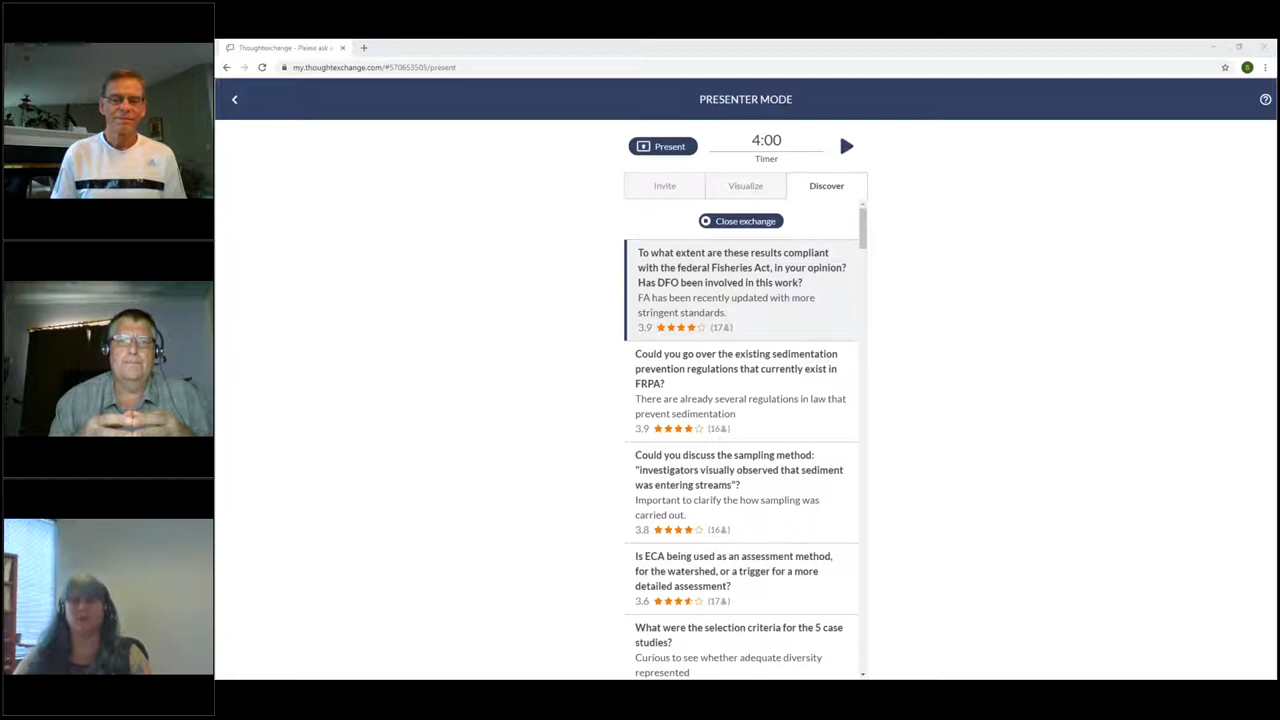 Thoughtexchange - Please ask a
my.thoughtexchange.com/#570653505/present
S
PRESENTER MODE
Present
4:00
Timer
Invite
Visualize
Discover
Close exchange
To what extent are these results compliant
with the federal Fisheries Act, in your opinion?
Has DFO been involved in this work?
FA has been recently updated with more
stringent standards.
3.9 (17)
Could you go over the existing sedimentation
prevention regulations that currently exist in
FRPA?
There are already several regulations in law that
prevent sedimentation
3.9 (16)
Could you discuss the sampling method:
"investigators visually observed that sediment
was entering streams"?
Important to clarify the how sampling was
carried out.
3.8 (16)
Is ECA being used as an assessment method,
for the watershed, or a trigger for a more
detailed assessment?
3.6 (17)
What were the selection criteria for the 5 case
studies?
Curious to see whether adequate diversity
represented